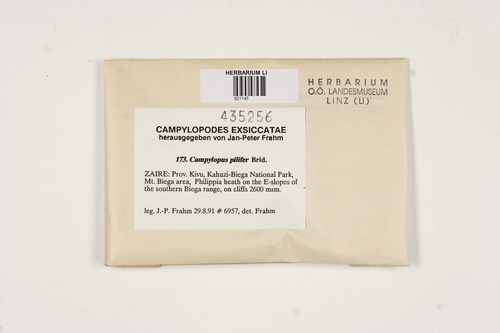 HERBARIUM LI
921145
HERBARIUM
O.Ö. LANDESMUSEUM
LINZ (LI)
435256
CAMPYLOPODES EXSICCATAE
herausgegeben von Jan-Peter Frahm
173. Campylopus pilifer Brid.
ZAIRE: Prov. Kivu, Kahuzi-Biega National Park,
Mt. Biega area, Philippia heath on the E-slopes of
the southern Biega range, on cliffs 2600 msm.
leg. J.-P. Frahm 29.8.91 # 6957, det. Frahm